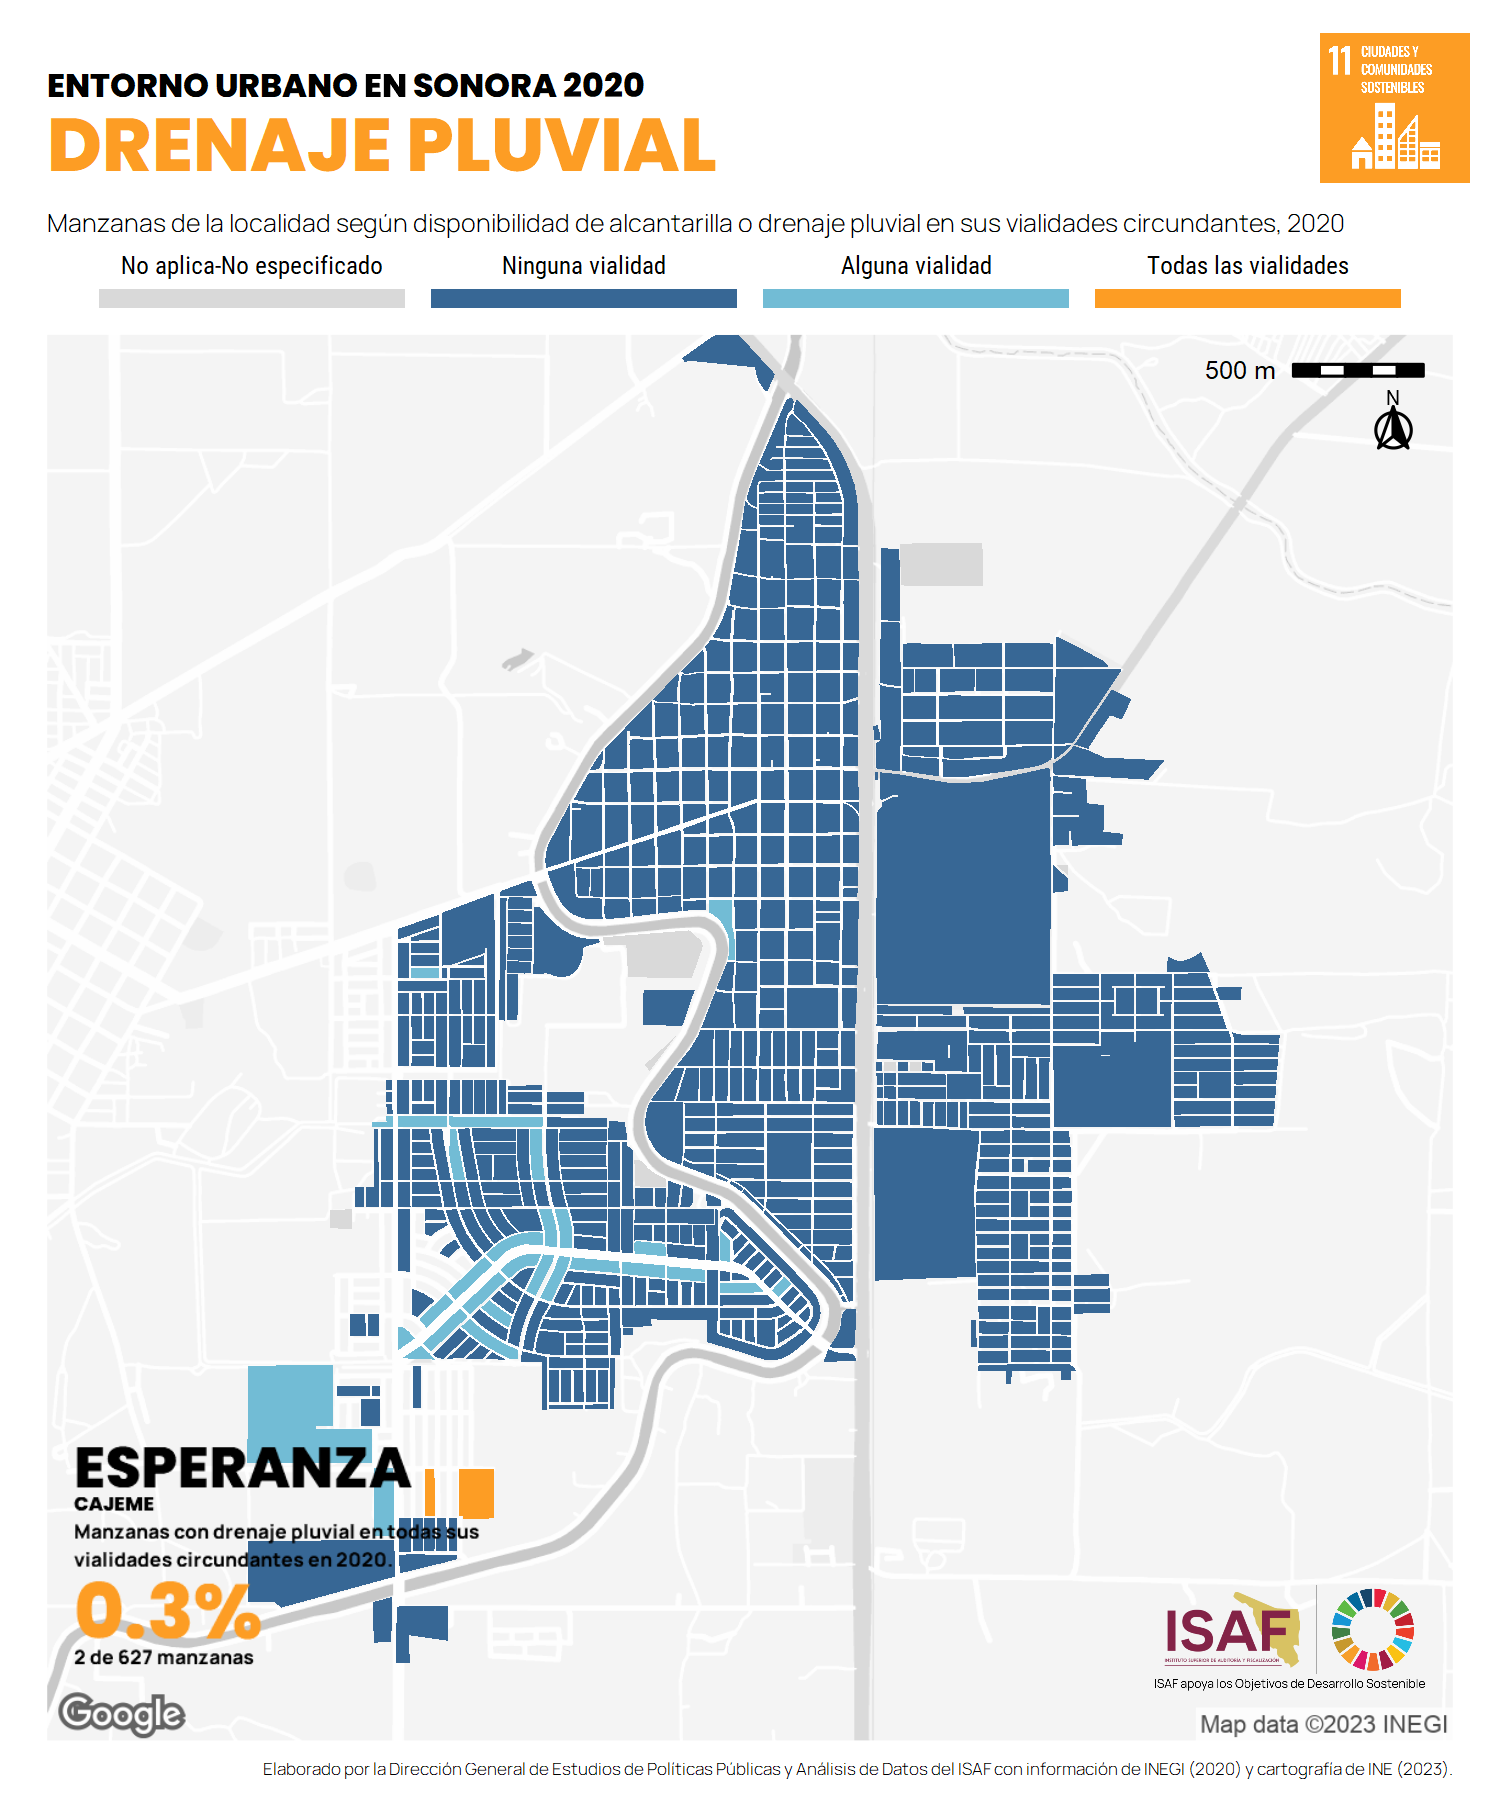 ENTORNO URBANO EN SONORA 2020
DRENAJE PLUVIAL
11 CIUDADES Y
COMUNIDADES
SOSTENIBLES
Manzanas de la localidad según disponibilidad de alcantarilla o drenaje pluvial en sus vialidades circundantes, 2020
No aplica-No especificado
Ninguna vialidad
Alguna vialidad
Todas las vialidades
500 m
N
ESPERANZA
CAJEME
Manzanas con drenaje pluvial en todas sus
vialidades circundantes en 2020.
0.3%
2 de 627 manzanas
ISAF
INSTITUTO SUPERIOR DE AUDITORÍA Y FISCALIZACIÓN
ISAF apoya los Objetivos de Desarrollo Sostenible
Google
Map data ©2023 INEGI
Elaborado por la Dirección General de Estudios de Políticas Públicas y Análisis de Datos del ISAF con información de INEGI (2020) y cartografía de INE (2023).